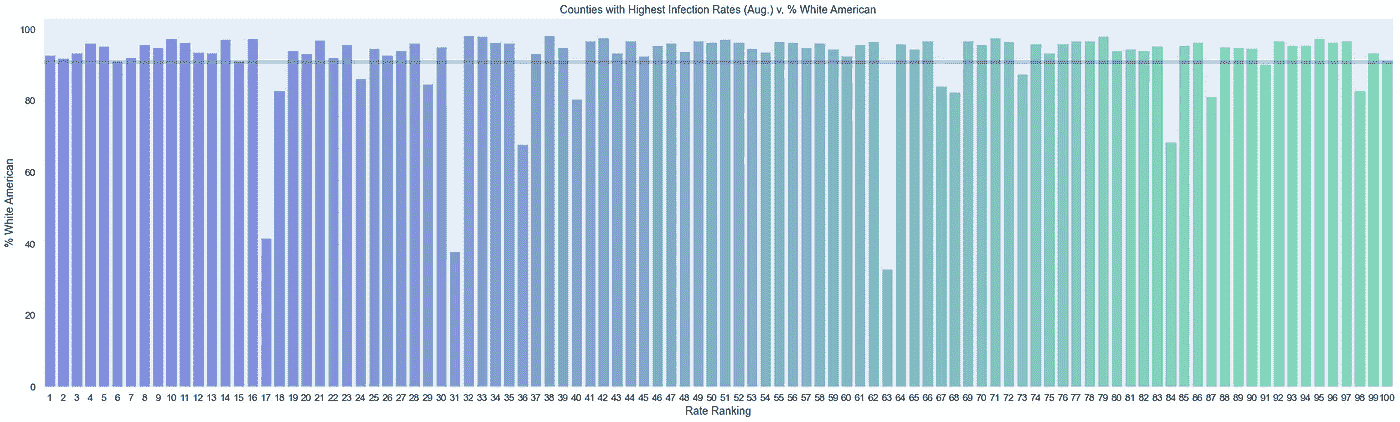 Counties with Highest Infection Rates (Aug.) v. % White American
100
80
60
40
20
0
% White American
1 2 3 4 5 6 7 8 9 10 11 12 13 14 15 16 17 18 19 20 21 22 23 24 25 26 27 28 29 30 31 32 33 34 35 36 37 38 39 40 41 42 43 44 45 46 47 48 49 50 51 52 53 54 55 56 57 58 59 60 61 62 63 64 65 66 67 68 69 70 71 72 73 74 75 76 77 78 79 80 81 82 83 84 85 86 87 88 89 90 91 92 93 94 95 96 97 98 99 100
Rate Ranking